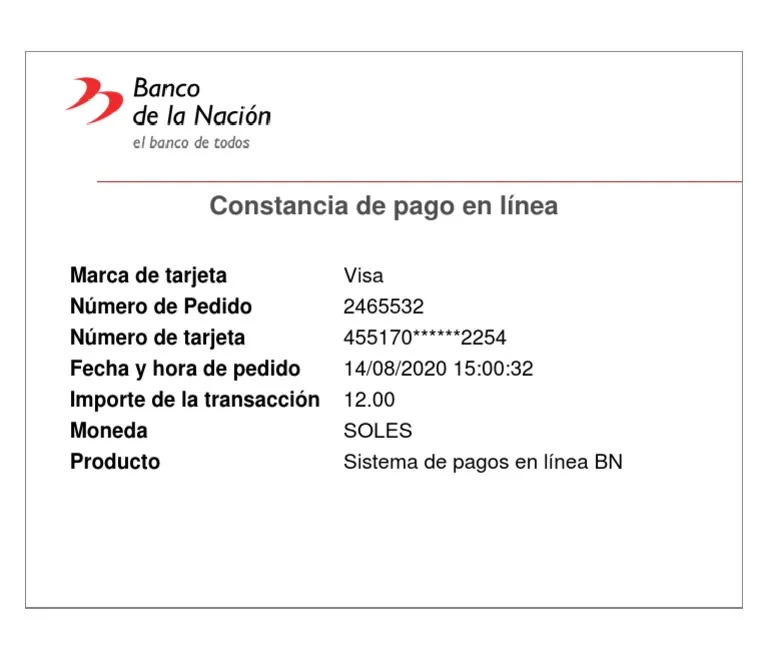 Banco
de la Nación
el banco de todos
Constancia de pago en línea
Marca de tarjeta Visa
Número de Pedido 2465532
Número de tarjeta 455170******2254
Fecha y hora de pedido 14/08/2020 15:00:32
Importe de la transacción 12.00
Moneda SOLES
Producto Sistema de pagos en línea BN